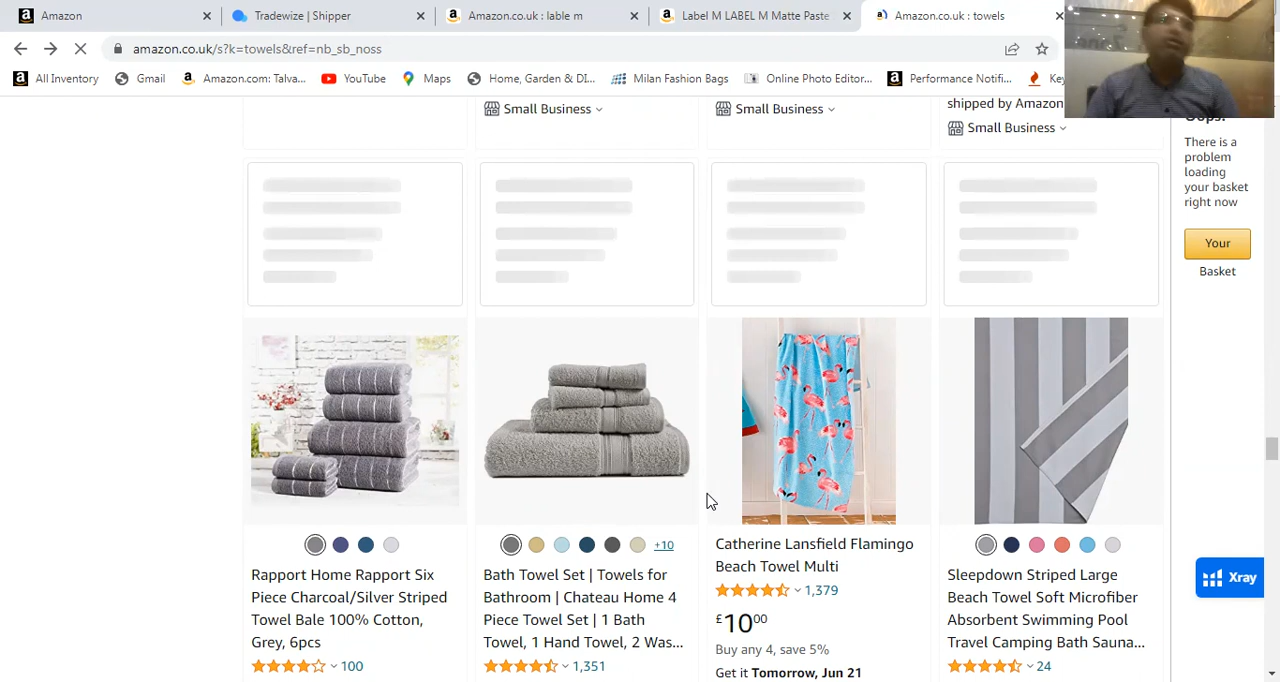 Amazon
Tradewize | Shipper
Amazon.co.uk : lable m
Label M LABEL M Matte Paste
Amazon.co.uk : towels
amazon.co.uk/s?k=towels&ref=nb_sb_noss
All Inventory
Gmail
Amazon.com: Talva...
YouTube
Maps
Home, Garden & DI...
Milan Fashion Bags
Online Photo Editor...
Performance Notifi...
Small Business
Small Business
shipped by Amazon
Small Business
Oops!
There is a
problem
loading
your basket
right now
Your
Basket
+10
Rapport Home Rapport Six
Piece Charcoal/Silver Striped
Towel Bale 100% Cotton,
Grey, 6pcs
100
Bath Towel Set | Towels for
Bathroom | Chateau Home 4
Piece Towel Set | 1 Bath
Towel, 1 Hand Towel, 2 Was...
1,351
Catherine Lansfield Flamingo
Beach Towel Multi
1,379
£1000
Buy any 4, save 5%
Get it Tomorrow, Jun 21
Sleepdown Striped Large
Beach Towel Soft Microfiber
Absorbent Swimming Pool
Travel Camping Bath Sauna...
24
Xray